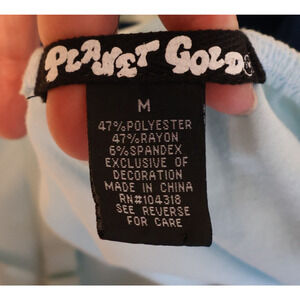 PLANET GOLD®
M
47%POLYESTER
47%RAYON
6%SPANDEX
EXCLUSIVE OF
DECORATION
MADE IN CHINA
RN#104318
SEE REVERSE
FOR CARE